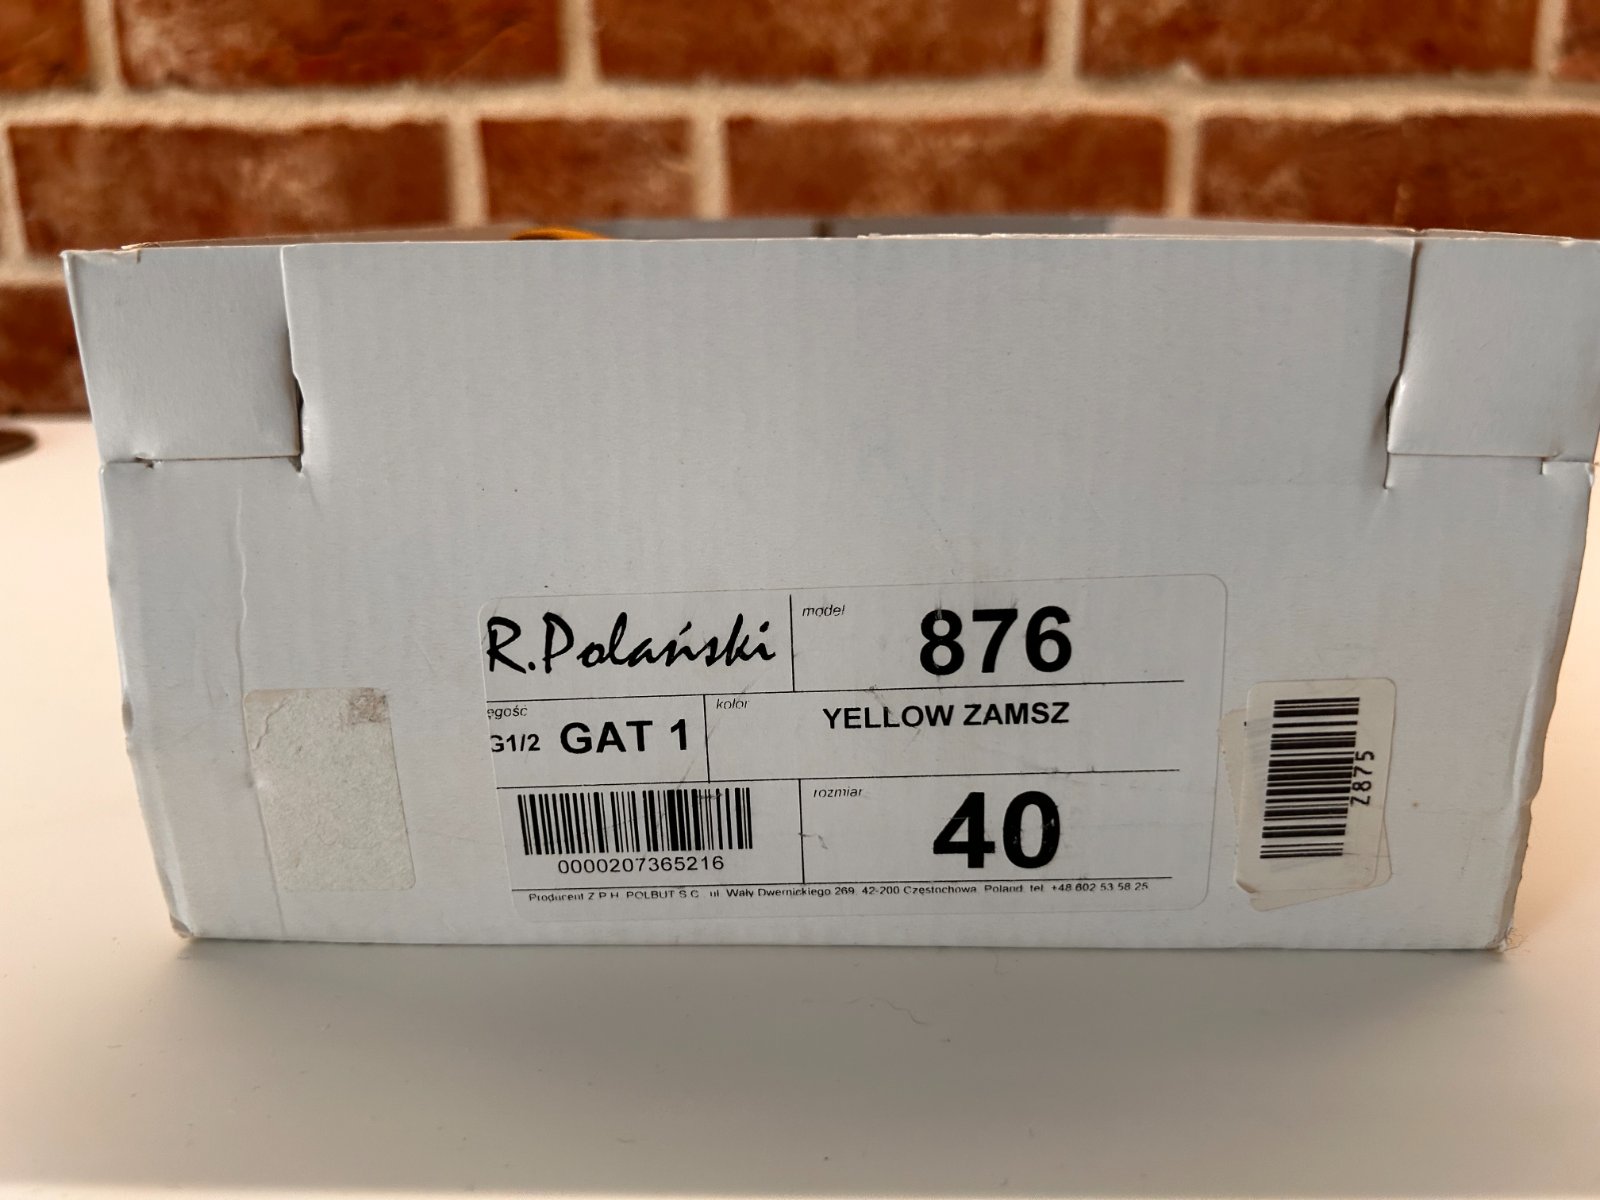 R.Polański
model
876
ęgość
G1/2 GAT 1
kolor
YELLOW ZAMSZ
0000207365216
rozmiar
40
Producent Z.P.H. POLBUT S.C. ul. Wały Dwernickiego 269, 42-200 Częstochowa, Poland, tel. +48 602 53 58 25
Z875